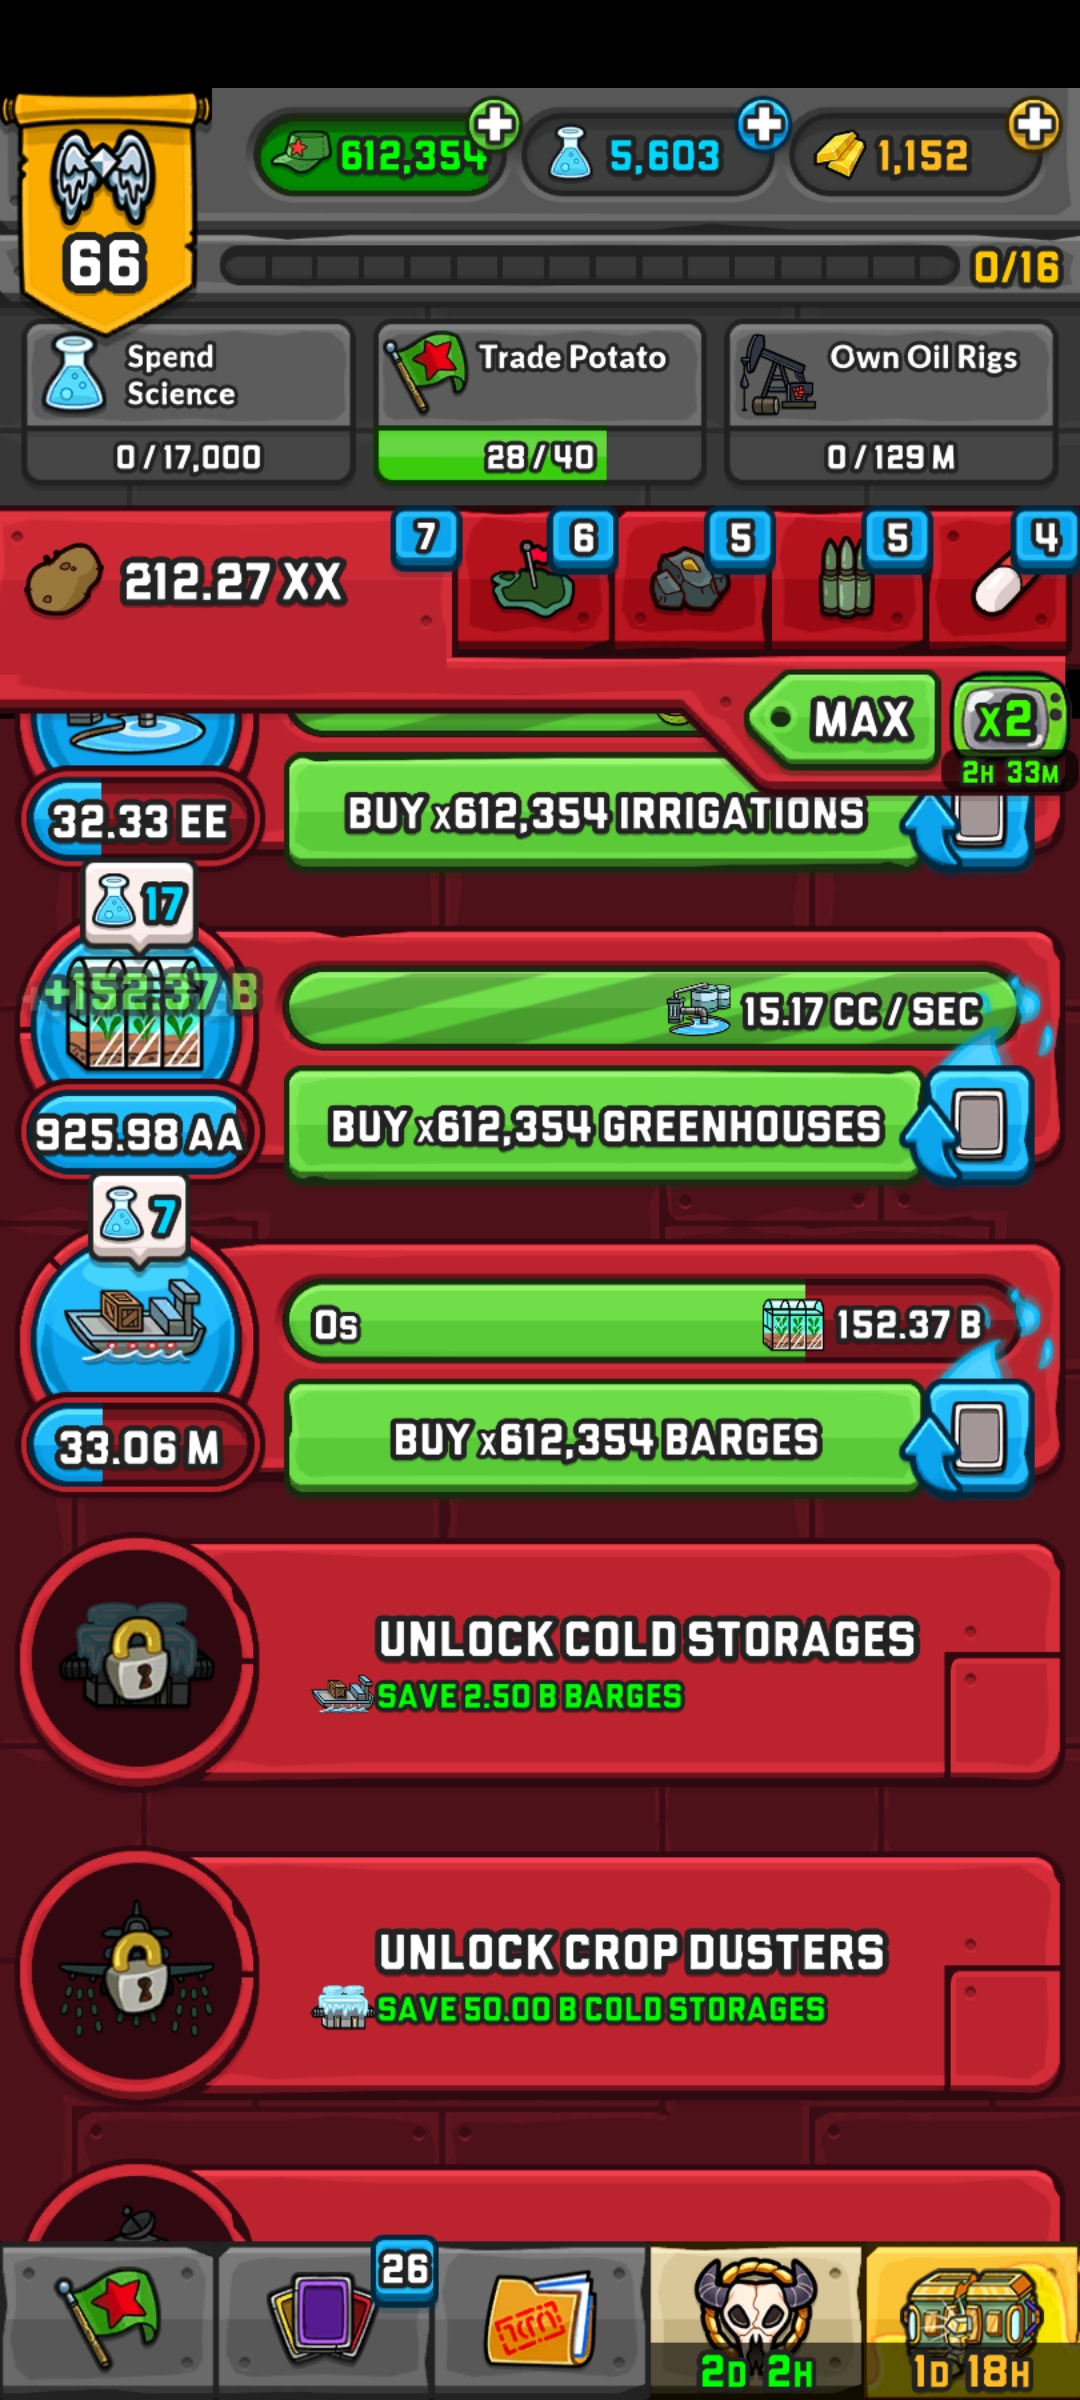 612,354
5,603
1,152
66
0/16
Spend
Science
0/17,000
Trade Potato
28/40
Own Oil Rigs
0/129 M
212.27 XX
7
6
5
5
4
MAX
x2
2H 33M
32.33 EE
BUY x612,354 IRRIGATIONS
17
+152.37 B
15.17 CC / SEC
925.98 AA
BUY x612,354 GREENHOUSES
7
0s
152.37 B
33.06 M
BUY x612,354 BARGES
UNLOCK COLD STORAGES
SAVE 2.50 B BARGES
UNLOCK CROP DUSTERS
SAVE 50.00 B COLD STORAGES
26
2D 2H
1D 18H